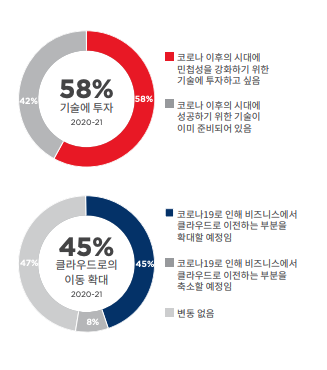 58%
기술에 투자
2020-21
42%
58%
코로나 이후의 시대에
민첩성을 강화하기 위한
기술에 투자하고 싶음
코로나 이후의 시대에
성공하기 위한 기술이
이미 준비되어 있음
45%
클라우드로의
이동 확대
2020-21
47%
45%
8%
코로나19로 인해 비즈니스에서
클라우드로 이전하는 부분을
확대할 예정임
코로나19로 인해 비즈니스에서
클라우드로 이전하는 부분을
축소할 예정임
변동 없음